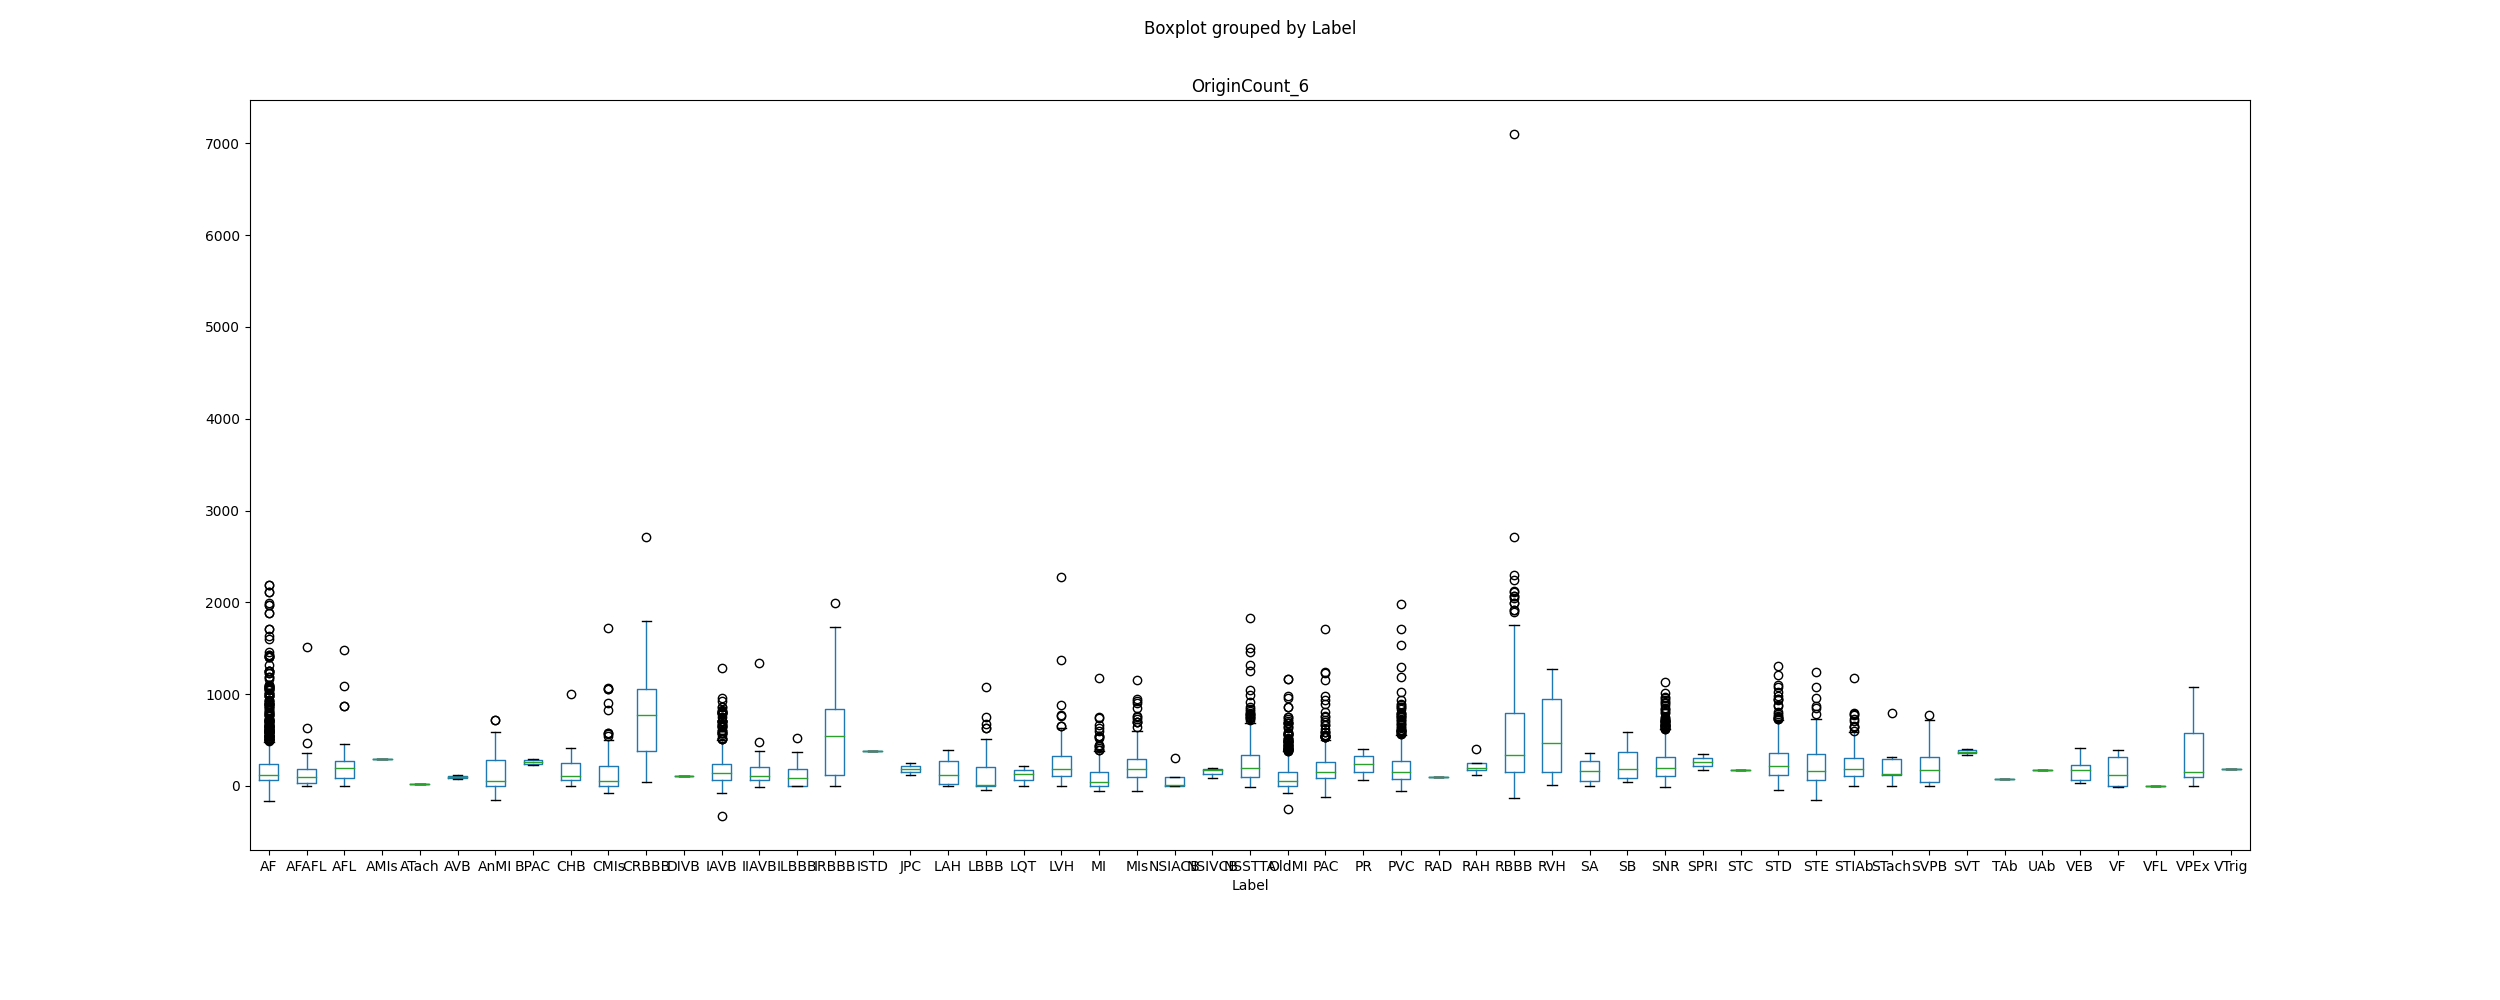 Boxplot grouped by Label
OriginCount_6
7000
6000
5000
4000
3000
2000
1000
0
AF AFAFL AFL AMIs ATach AVB AnMI BPAC CHB CMIs CRBBB DIVB IAVB IIAVB ILBBB IRBBB ISTD JPC LAH LBBB LQT LVH MI MIs NSIACB NSIVCB NSSTTA OldMI PAC PR PVC RAD RAH RBBB RVH SA SB SNR SPRI STC STD STE STIAb STach SVPB SVT TAb UAb VEB VF VFL VPEx VTrig
Label